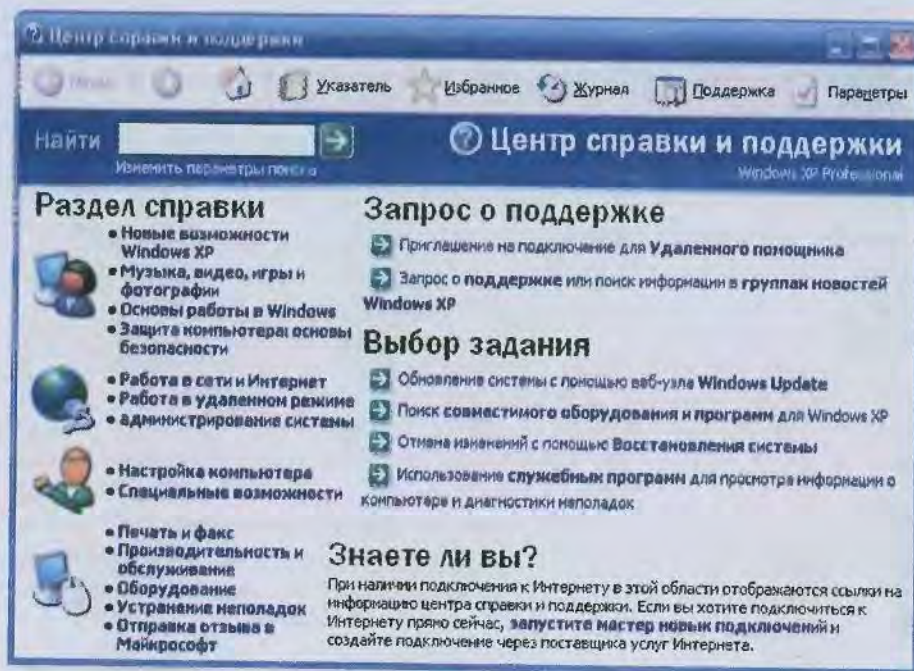 Центр справки и поддержки
Указатель Избранное Журнал Поддержка Параметры
Найти
Изменить параметры поиска
Центр справки и поддержки
Windows XP Professional
Раздел справки
• Новые возможности
Windows XP
• Музыка, видео, игры и
фотографии
• Основы работы в Windows
• Защита компьютера: основы
безопасности
• Работа в сети и Интернет
• Работа в удаленном режиме
• администрирование системы
• Настройка компьютера
• Специальные возможности
• Печать и факс
• Производительность и
обслуживание
• Оборудование
• Устранение неполадок
• Отправка отзыва в
Майкрософт
Запрос о поддержке
Приглашение на подключение для Удаленного помощника
Запрос о поддержке или поиск информации в группах новостей
Windows XP
Выбор задания
Обновление системы с помощью веб-узла Windows Update
Поиск совместимого оборудования и программ для Windows XP
Отмена изменений с помощью Восстановления системы
Использование служебных программ для просмотра информации о
компьютере и диагностики неполадок
Знаете ли вы?
При наличии подключения к Интернету в этой области отображаются ссылки на
информацию центра справки и поддержки. Если вы хотите подключиться к
Интернету прямо сейчас, запустите мастер новых подключений и
создайте подключение через поставщика услуг Интернета.